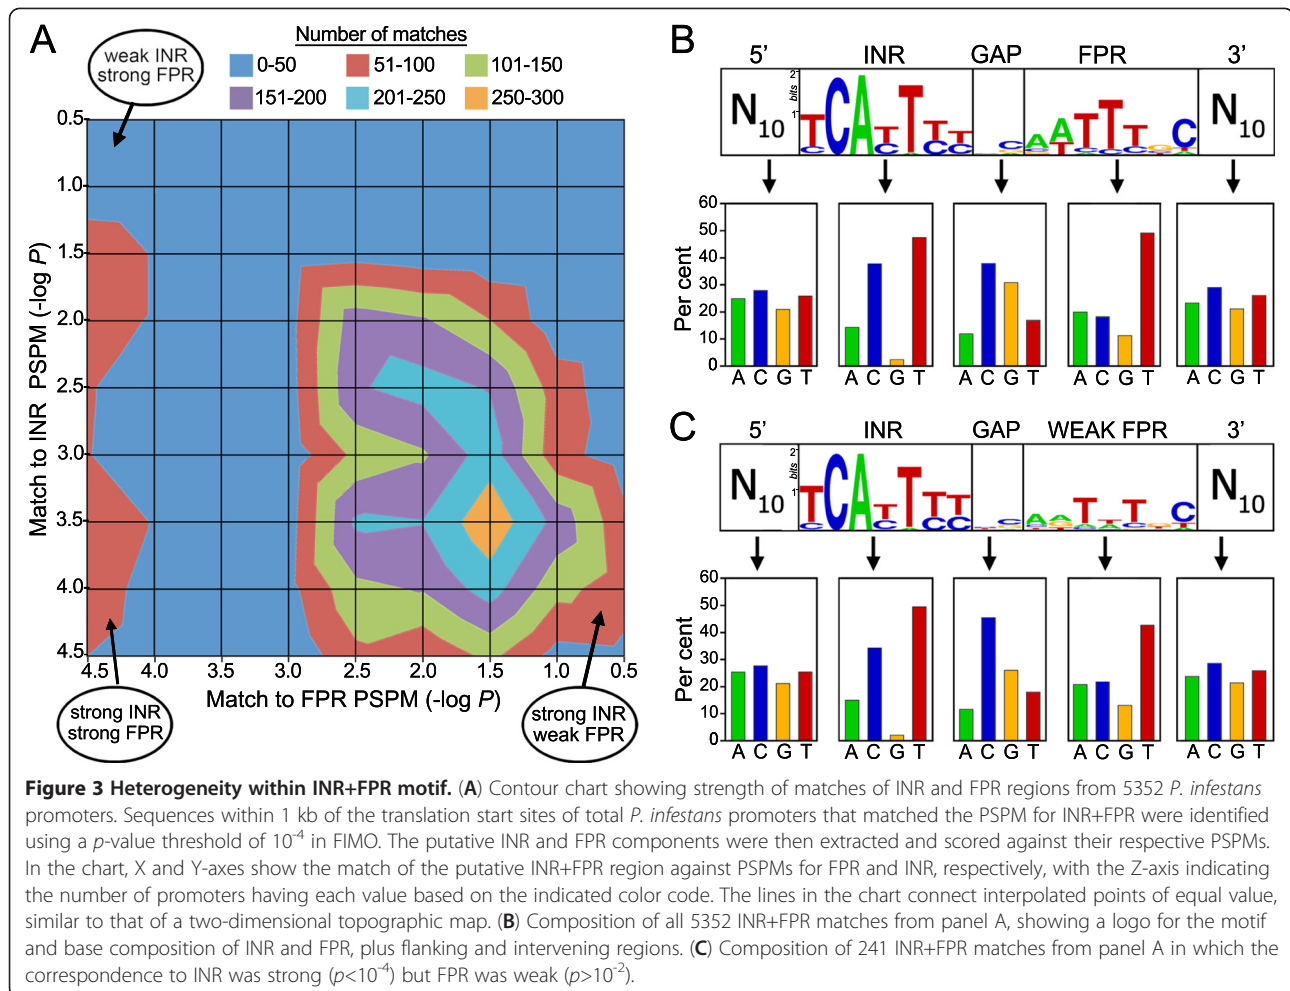 A
Number of matches
0-50
51-100
101-150
151-200
201-250
250-300
weak INR
strong FPR
0.5
1.0
1.5
2.0
2.5
3.0
3.5
4.0
4.5
Match to INR PSPM (-log P)
4.5 4.0 3.5 3.0 2.5 2.0 1.5 1.0 0.5
Match to FPR PSPM (-log P)
strong INR
strong FPR
strong INR
weak FPR
B
5’ INR GAP FPR 3’
N10
2
bits
1
N10
Per cent
60
50
40
30
20
10
0
A C G T A C G T A C G T A C G T A C G T
C
5’ INR GAP WEAK FPR 3’
N10
2
bits
1
N10
Per cent
60
50
40
30
20
10
0
A C G T A C G T A C G T A C G T A C G T
Figure 3 Heterogeneity within INR+FPR motif. (A) Contour chart showing strength of matches of INR and FPR regions from 5352 P. infestans
promoters. Sequences within 1 kb of the translation start sites of total P. infestans promoters that matched the PSPM for INR+FPR were identified
using a p-value threshold of 10-4 in FIMO. The putative INR and FPR components were then extracted and scored against their respective PSPMs.
In the chart, X and Y-axes show the match of the putative INR+FPR region against PSPMs for FPR and INR, respectively, with the Z-axis indicating
the number of promoters having each value based on the indicated color code. The lines in the chart connect interpolated points of equal value,
similar to that of a two-dimensional topographic map. (B) Composition of all 5352 INR+FPR matches from panel A, showing a logo for the motif
and base composition of INR and FPR, plus flanking and intervening regions. (C) Composition of 241 INR+FPR matches from panel A in which the
correspondence to INR was strong (p<10-4) but FPR was weak (p>10-2).